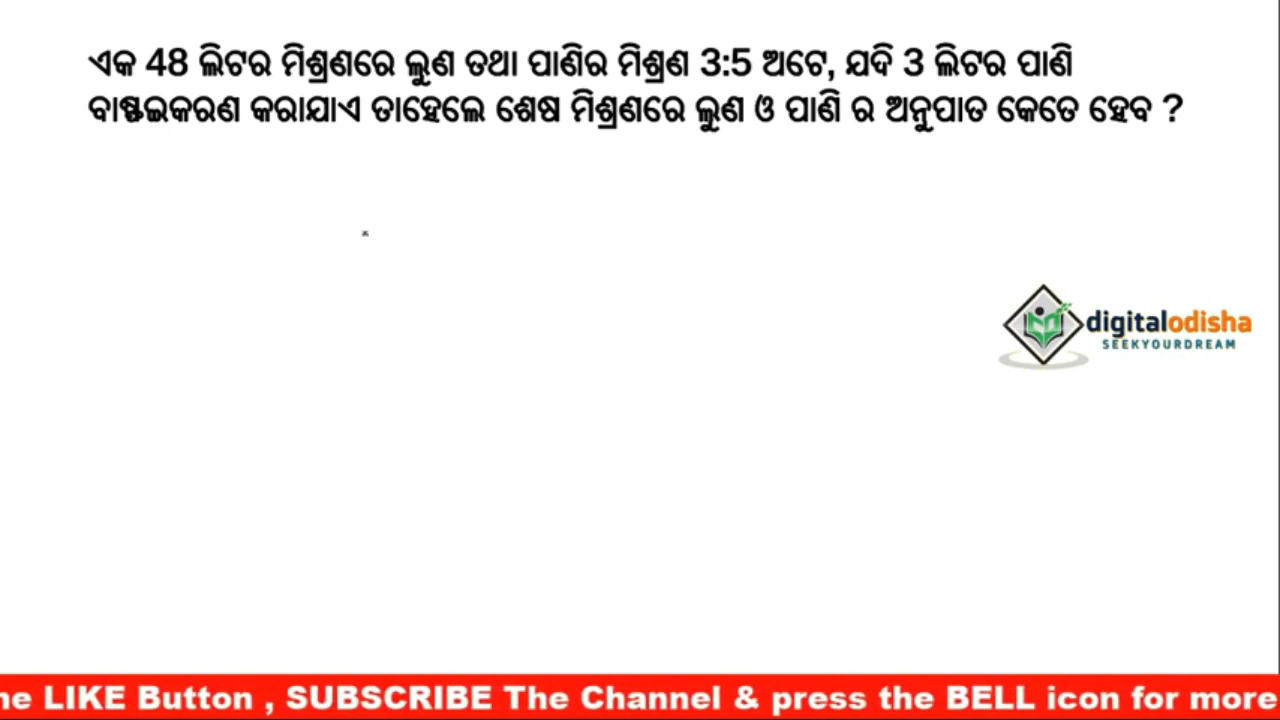 ଏକ 48 ଲିଟର ମିଶ୍ରଣରେ ଲୁଣ ତଥା ପାଣିର ମିଶ୍ରଣ 3:5 ଅଟେ, ଯଦି 3 ଲିଟର ପାଣି
ବାଷ୍ପଇକରଣ କରାଯାଏ ତାହେଲେ ଶେଷ ମିଶ୍ରଣରେ ଲୁଣ ଓ ପାଣି ର ଅନୁପାତ କେତେ ହେବ ?
digitalodisha
SEEKYOURDREAM
he LIKE Button , SUBSCRIBE The Channel & press the BELL icon for more